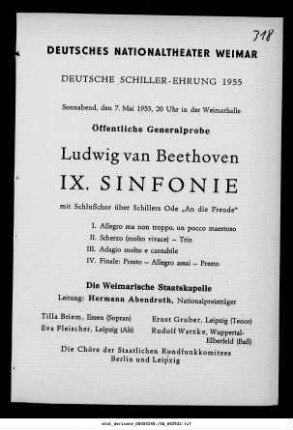 318
DEUTSCHES NATIONALTHEATER WEIMAR
DEUTSCHE SCHILLER-EHRUNG 1955
Sonnabend, den 7. Mai 1955, 20 Uhr in der Weimarhalle
Öffentliche Generalprobe
Ludwig van Beethoven
IX. SINFONIE
mit Schlußchor über Schillers Ode „An die Freude“
I. Allegro ma non troppo, un pocco maestoso
II. Scherzo (molto vivace) – Trio
III. Adagio molto e cantabile
IV. Finale: Presto – Allegro assai – Presto
Die Weimarische Staatskapelle
Leitung: Hermann Abendroth, Nationalpreisträger
Tilla Briem, Essen (Sopran)
Eva Fleischer, Leipzig (Alt)
Ernst Gruber, Leipzig (Tenor)
Rudolf Watzke, Wuppertal-
Elberfeld (Baß)
Die Chöre der Staatlichen Rundfunkkomitees
Berlin und Leipzig